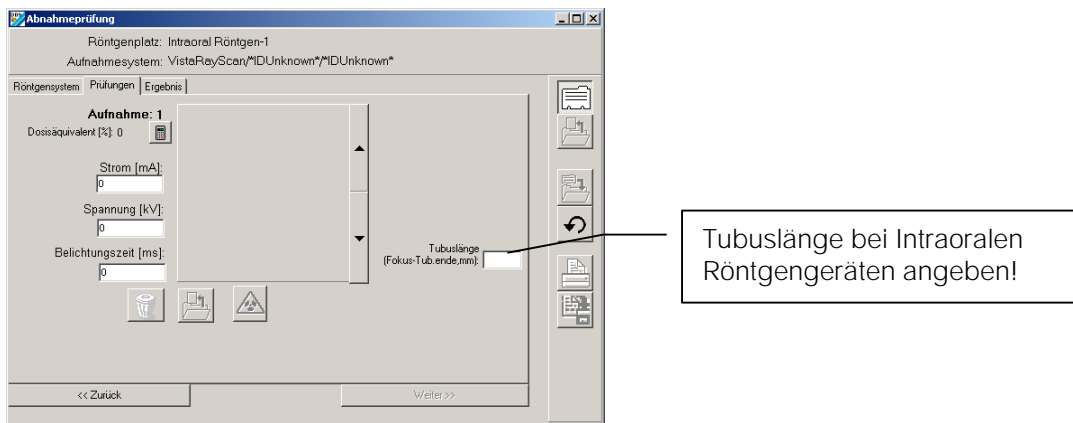 Abnahmeprüfung
Röntgenplatz: Intraoral Röntgen-1
Aufnahmesystem: VistaRayScan/*IDUnknown*/*IDUnknown*
Röntgensystem Prüfungen Ergebnis
Aufnahme: 1
Dosisäquivalent [%]: 0
Strom [mA]:
0
Spannung [kV]:
0
Belichtungszeit [ms]:
0
Tubuslänge
(Fokus-Tub.ende,mm):
<< Zurück
Weiter >>
Tubuslänge bei Intraoralen
Röntgengeräten angeben!